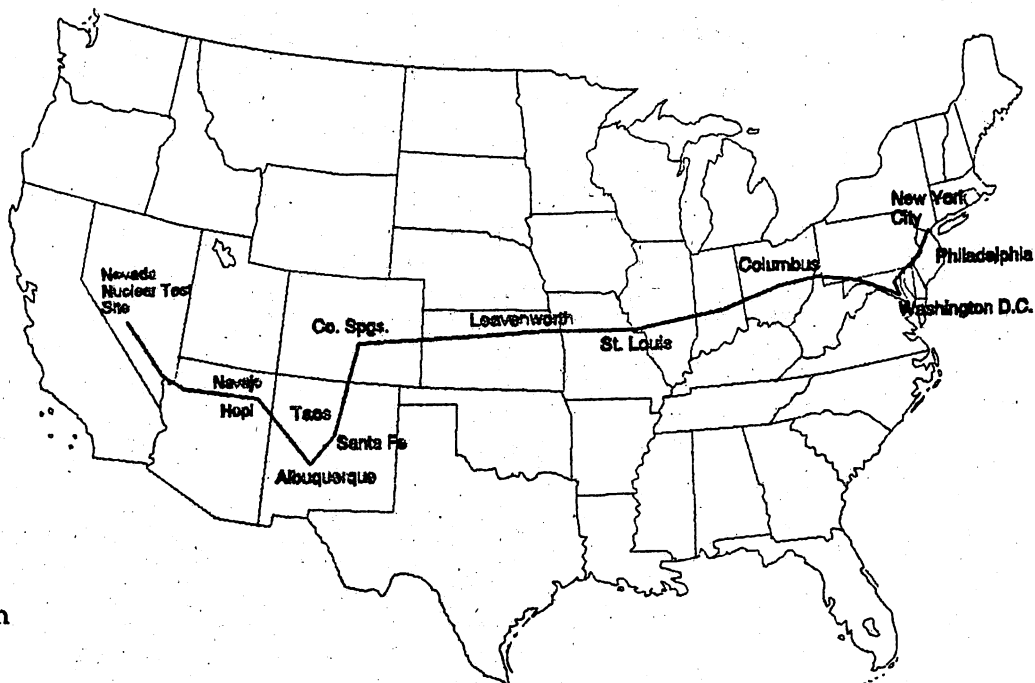 New York
City
Philadelphia
Columbus
Washington D.C.
Nevada
Nuclear Test
Site
Co. Spgs.
Leavenworth
St. Louis
Navajo
Hopi
Taos
Santa Fe
Albuquerque